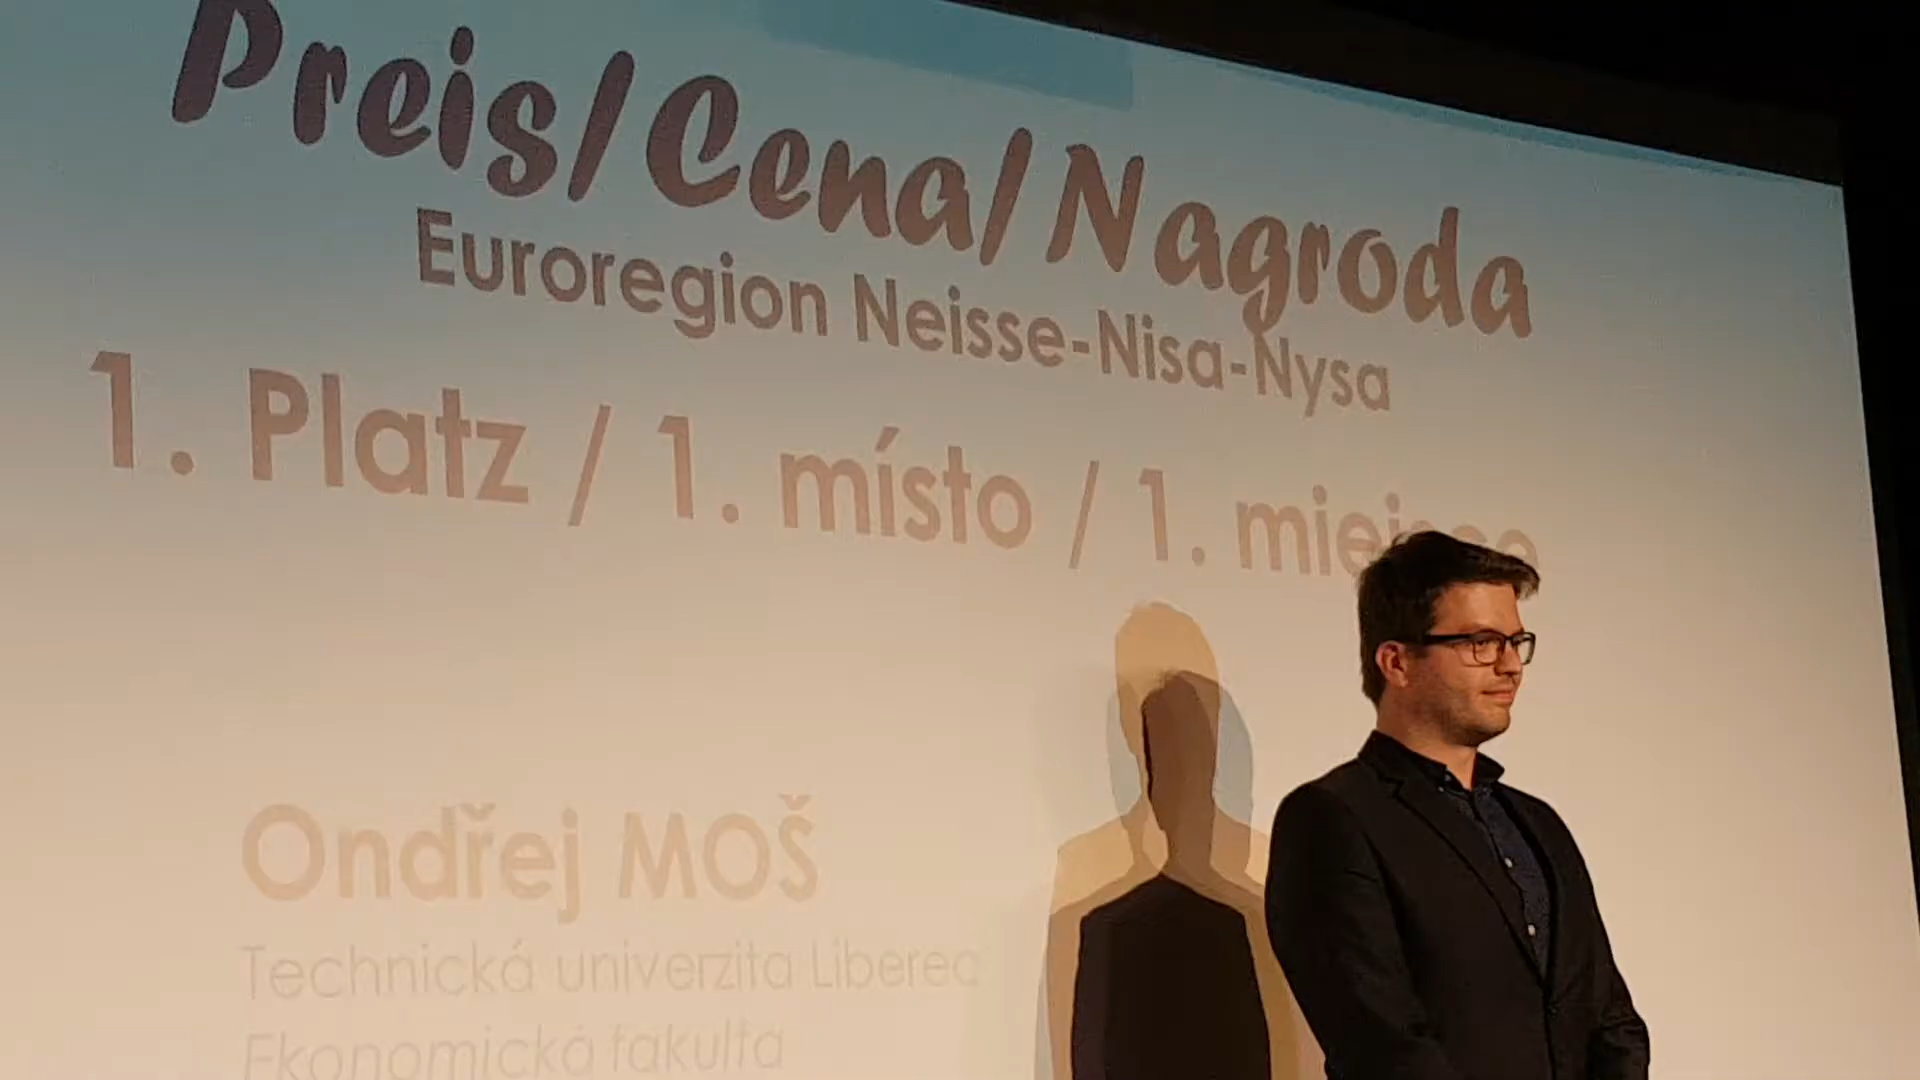 Preis/Cena/Nagroda
Euroregion Neisse-Nisa-Nysa
1. Platz / 1. místo / 1. miejsce
Ondřej MOŠ
Technická univerzita Liberec
Ekonomická fakulta